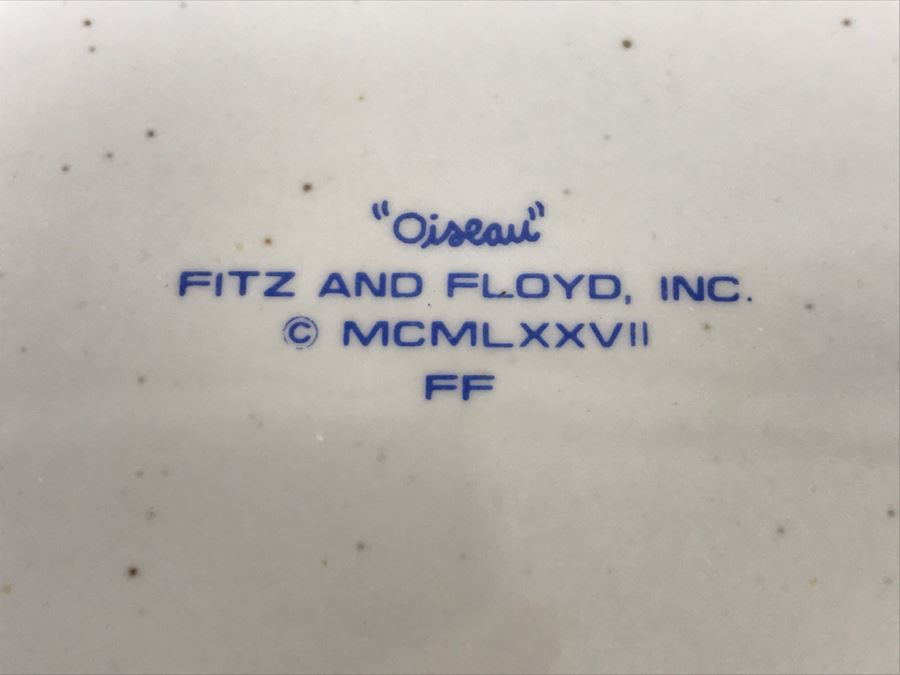 "Oiseau"
FITZ AND FLOYD, INC.
© MCMLXXVII
FF